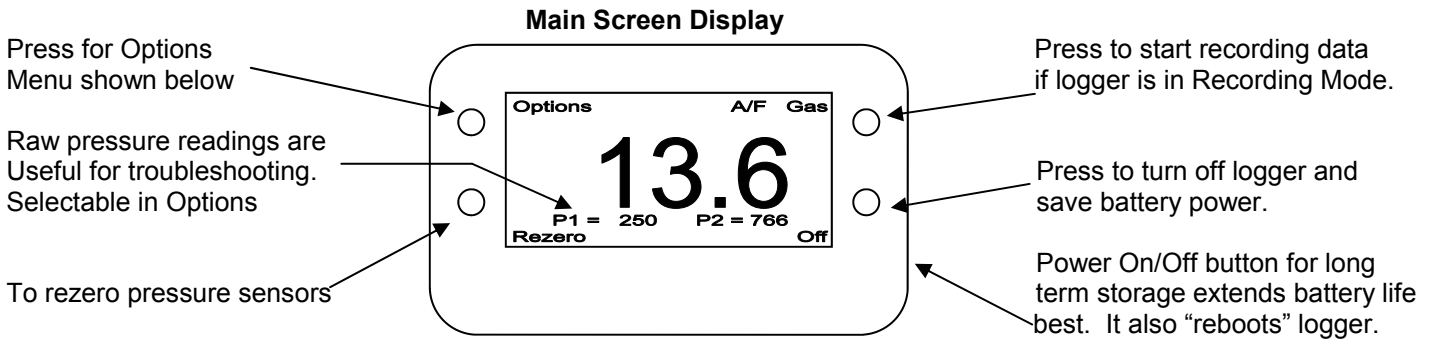 Main Screen Display
Press for Options
Menu shown below
Raw pressure readings are
Useful for troubleshooting.
Selectable in Options
To rezero pressure sensors
Options A/F Gas
13.6
P1 = 250 P2 = 766
Rezero Off
Press to start recording data
if logger is in Recording Mode.
Press to turn off logger and
save battery power.
Power On/Off button for long
term storage extends battery life
best. It also “reboots” logger.